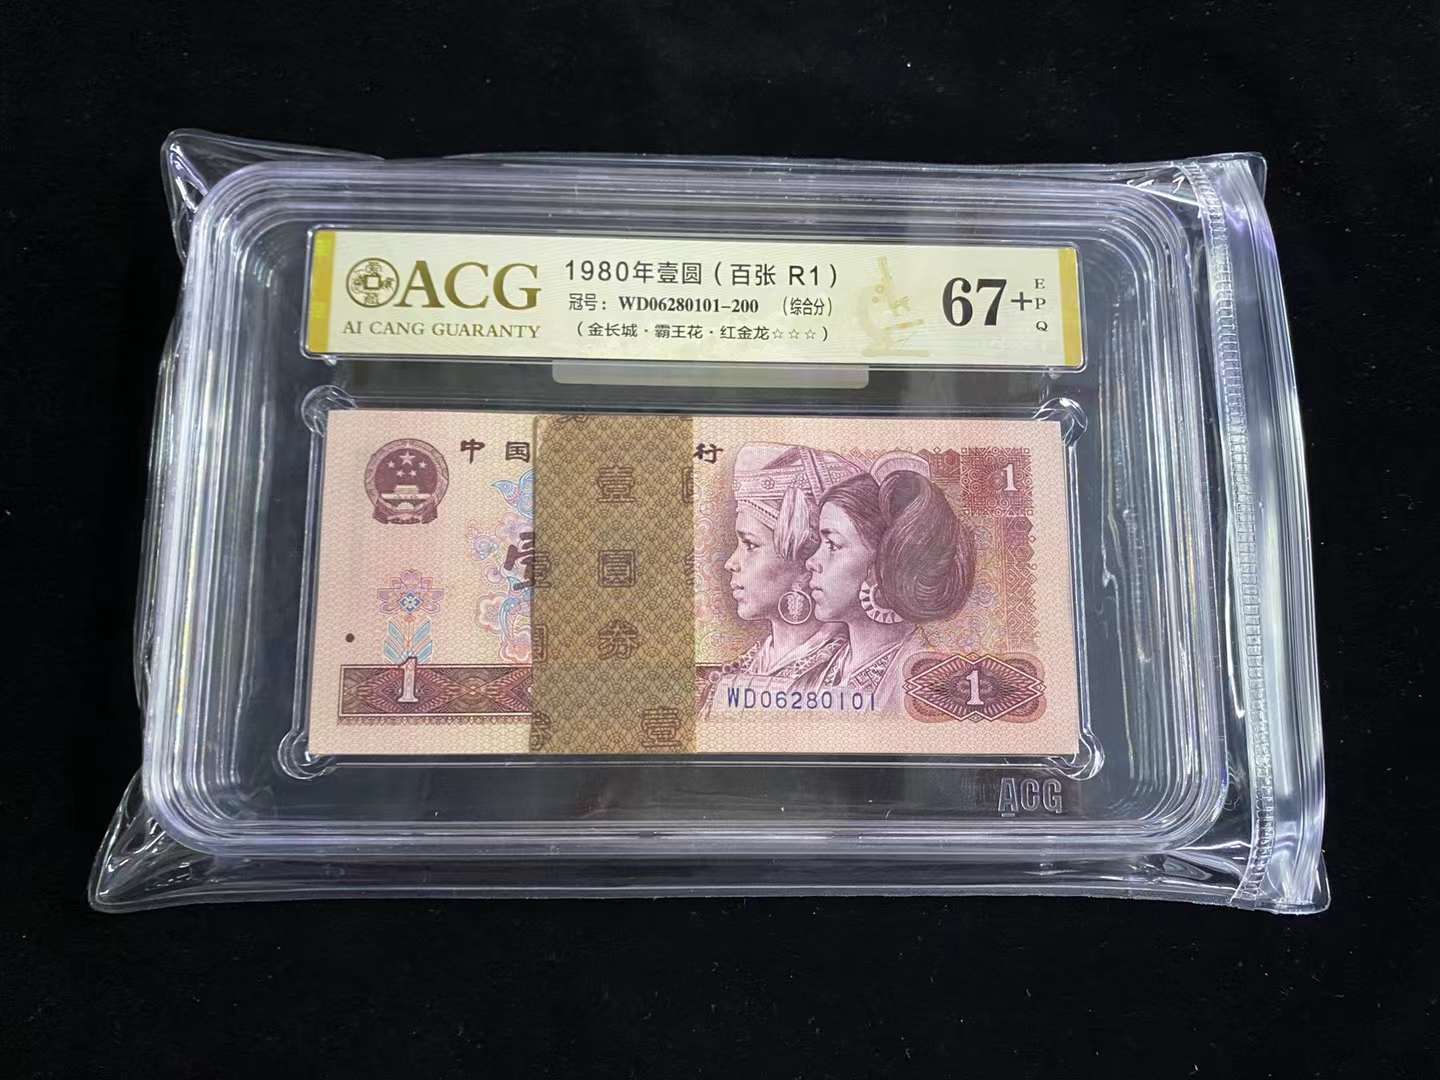 ACG
AI CANG GUARANTY
1980年壹圆（百张 R1）
冠号：WD06280101-200 （综合分）
（金长城·霸王花·红金龙☆☆☆）
67+
EPQ
中国 行
壹
圆
券
壹
1
1
WD06280101
1
ACG